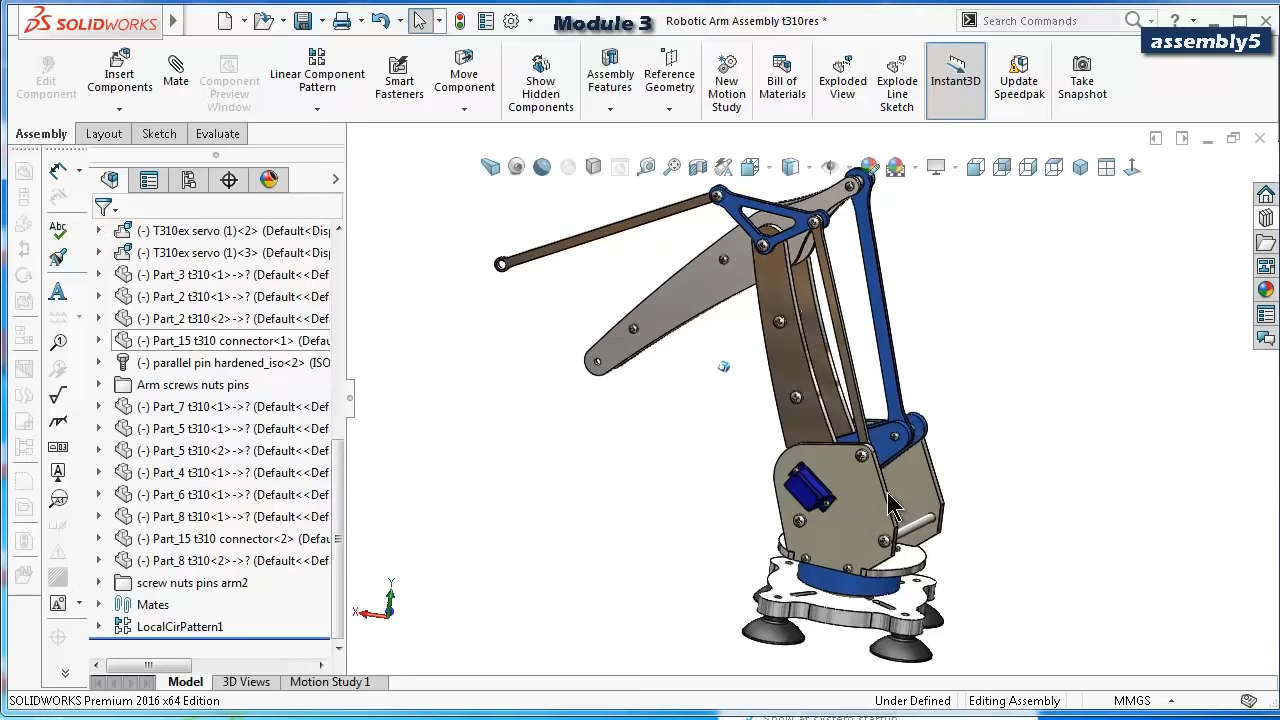 SOLIDWORKS
Module 3
Robotic Arm Assembly t310res *
Search Commands
assembly5
Edit
Component
Insert
Components
Mate
Component
Preview
Window
Linear Component
Pattern
Smart
Fasteners
Move
Component
Show
Hidden
Components
Assembly
Features
Reference
Geometry
New
Motion
Study
Bill of
Materials
Exploded
View
Explode
Line
Sketch
Instant3D
Update
Speedpak
Take
Snapshot
Assembly
Layout
Sketch
Evaluate
(-) T310ex servo (1)<2> (Default<Disp
(-) T310ex servo (1)<3> (Default<Disp
(-) Part_3 t310<1>->? (Default<<Def
(-) Part_2 t310<1>->? (Default<<Def
(-) Part_2 t310<2>->? (Default<<Def
(-) Part_15 t310 connector<1> (Defau
(-) parallel pin hardened_iso<2> (ISO
Arm screws nuts pins
(-) Part_7 t310<1>->? (Default<<Def
(-) Part_5 t310<1>->? (Default<<Def
(-) Part_5 t310<2>->? (Default<<Def
(-) Part_4 t310<1>->? (Default<<Def
(-) Part_6 t310<1>->? (Default<<Def
(-) Part_8 t310<1>->? (Default<<Def
(-) Part_15 t310 connector<2> (Defau
(-) Part_8 t310<2>->? (Default<<Def
screw nuts pins arm2
Mates
LocalCirPattern1
Abc
Y
X
Model
3D Views
Motion Study 1
SOLIDWORKS Premium 2016 x64 Edition
Under Defined
Editing Assembly
MMGS